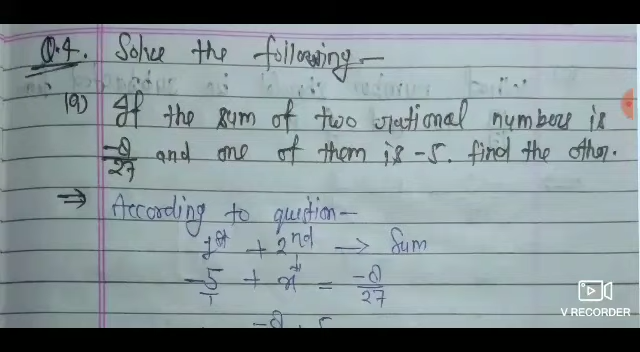 Q.4. Solve the following—
(a) If the sum of two rational numbers is
-8/27 and one of them is -5. find the other.
⇒ According to question—
1st + 2nd → Sum
-5/1 + x = -8/27
V RECORDER